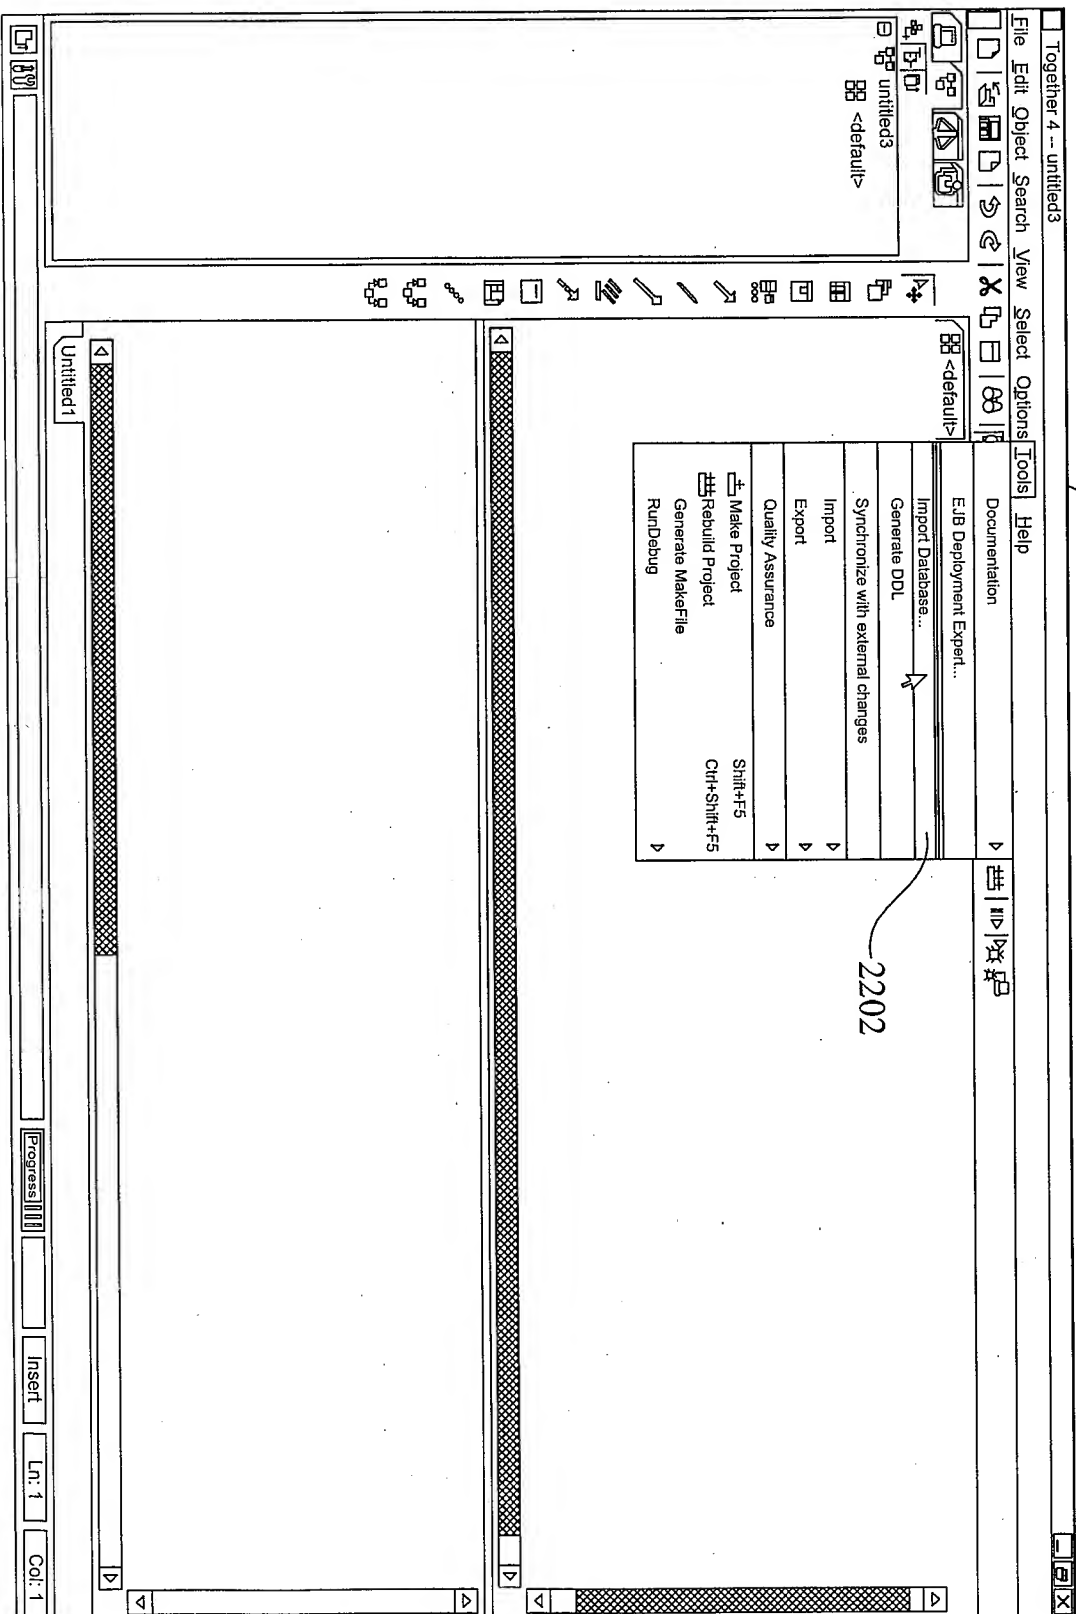 Together 4 -- untitled3
File Edit Object Search View Select Options Tools Help
untitled3
<default>
<default>
Documentation
EJB Deployment Expert...
Import Database...
Generate DDL
Synchronize with external changes
Import
Export
Quality Assurance
Make Project Shift+F5
Rebuild Project Ctrl+Shift+F5
Generate MakeFile
RunDebug
2202
Untitled1
Progress
Insert
Ln: 1
Col: 1